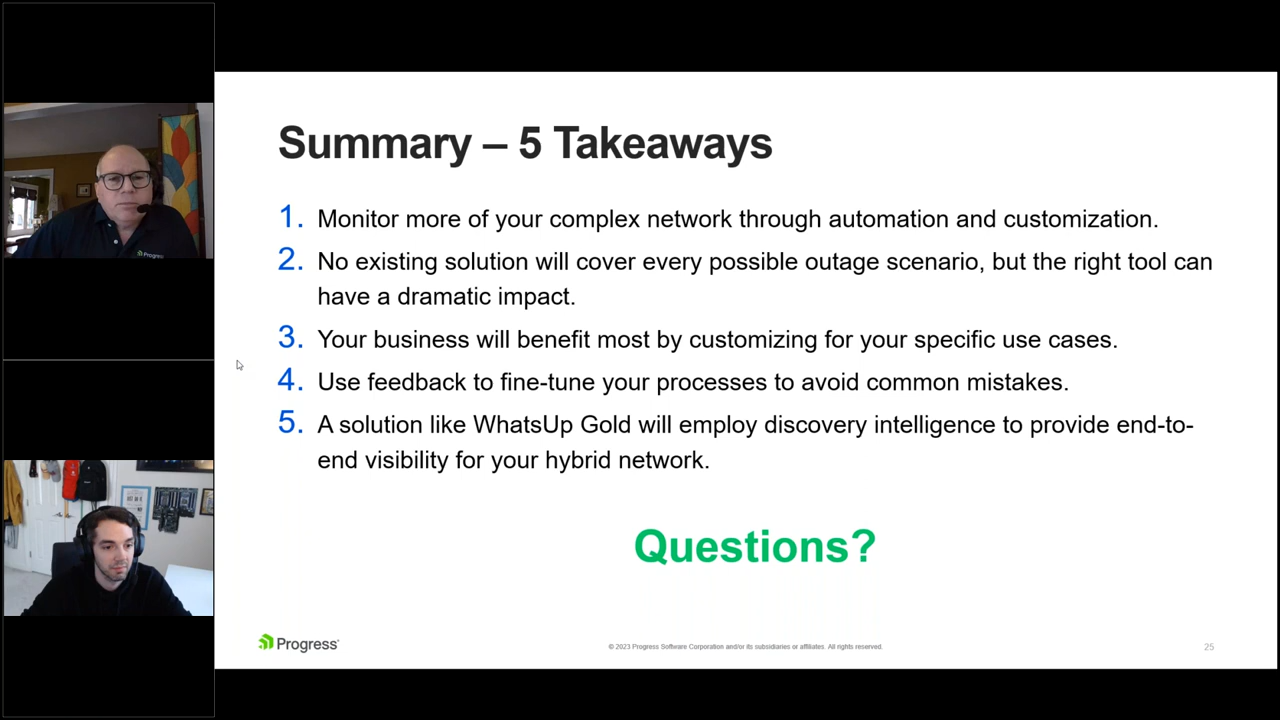 Summary – 5 Takeaways
1. Monitor more of your complex network through automation and customization.
2. No existing solution will cover every possible outage scenario, but the right tool can
have a dramatic impact.
3. Your business will benefit most by customizing for your specific use cases.
4. Use feedback to fine-tune your processes to avoid common mistakes.
5. A solution like WhatsUp Gold will employ discovery intelligence to provide end-to-
end visibility for your hybrid network.
Questions?
Progress
© 2023 Progress Software Corporation and/or its subsidiaries or affiliates. All rights reserved.
25
Progress